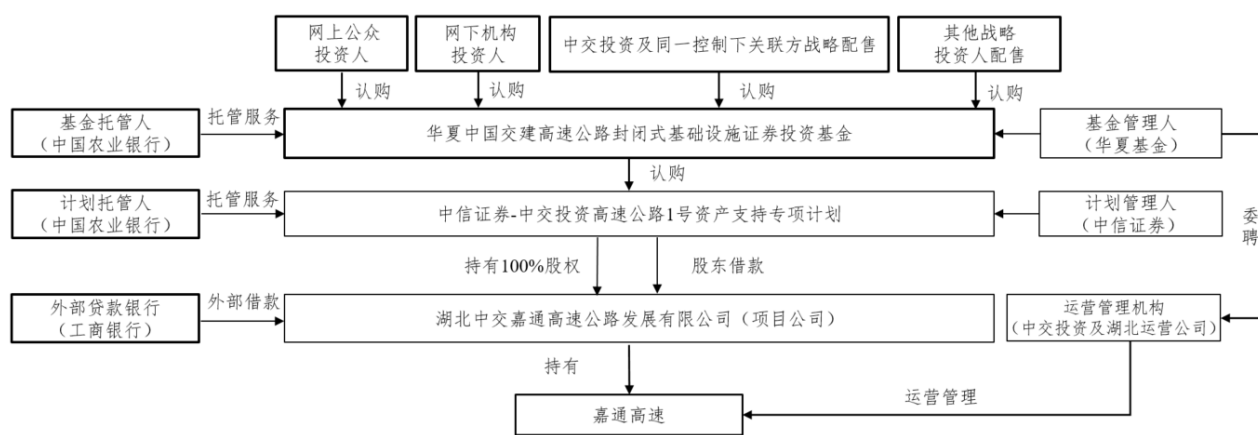 网上公众
投资人
网下机构
投资人
中交投资及同一控制下关联方战略配售
其他战略
投资人配售
认购
认购
认购
认购
基金托管人
（中国农业银行）
托管服务
华夏中国交建高速公路封闭式基础设施证券投资基金
基金管理人
（华夏基金）
认购
计划托管人
（中国农业银行）
托管服务
中信证券-中交投资高速公路1号资产支持专项计划
计划管理人
（中信证券）
委
聘
持有100%股权
股东借款
外部贷款银行
（工商银行）
外部借款
湖北中交嘉通高速公路发展有限公司（项目公司）
运营管理机构
（中交投资及湖北运营公司）
持有
运营管理
嘉通高速